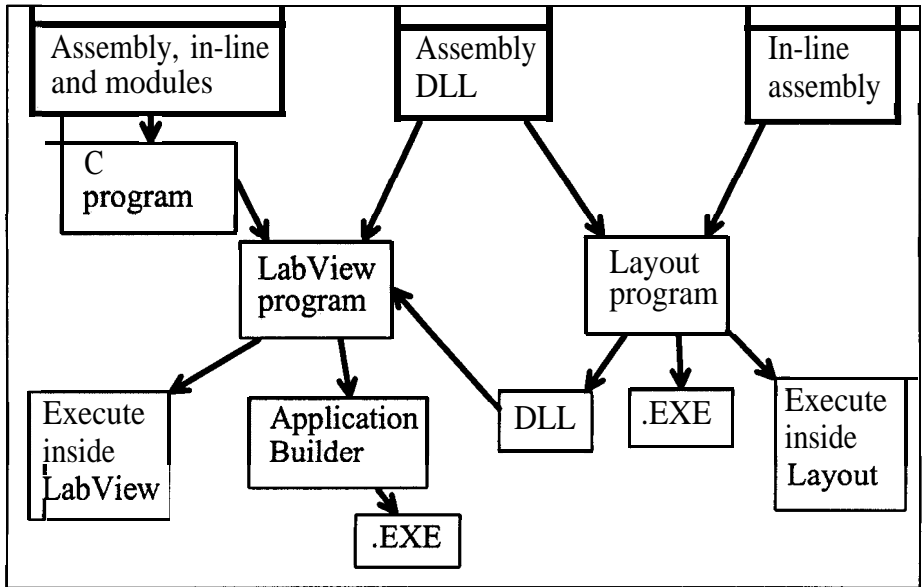 Assembly, in-line
and modules
Assembly
DLL
In-line
assembly
C
program
LabView
program
Layout
program
Execute
inside
LabView
Application
Builder
DLL
.EXE
Execute
inside
Layout
.EXE